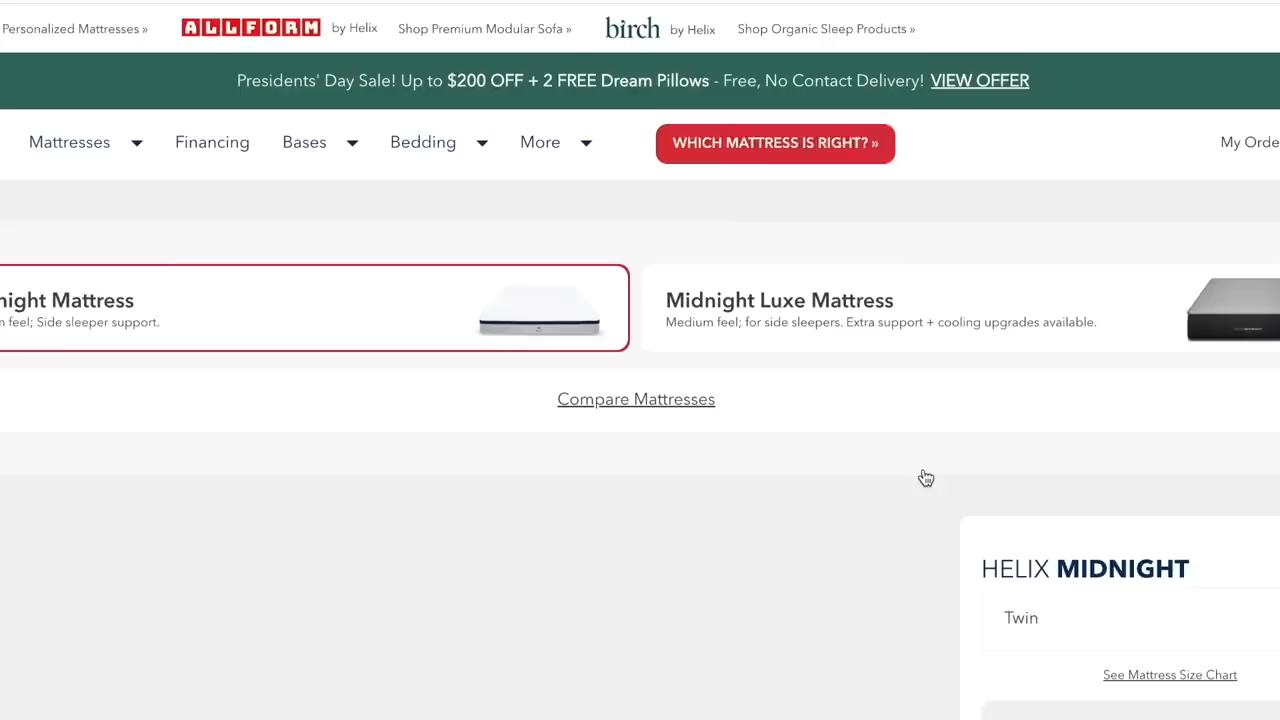 Personalized Mattresses »
ALLFORM by Helix
Shop Premium Modular Sofa »
birch by Helix
Shop Organic Sleep Products »
Presidents' Day Sale! Up to $200 OFF + 2 FREE Dream Pillows - Free, No Contact Delivery! VIEW OFFER
Mattresses
Financing
Bases
Bedding
More
WHICH MATTRESS IS RIGHT? »
My Orde
night Mattress
m feel; Side sleeper support.
Midnight Luxe Mattress
Medium feel; for side sleepers. Extra support + cooling upgrades available.
Compare Mattresses
HELIX MIDNIGHT
Twin
See Mattress Size Chart